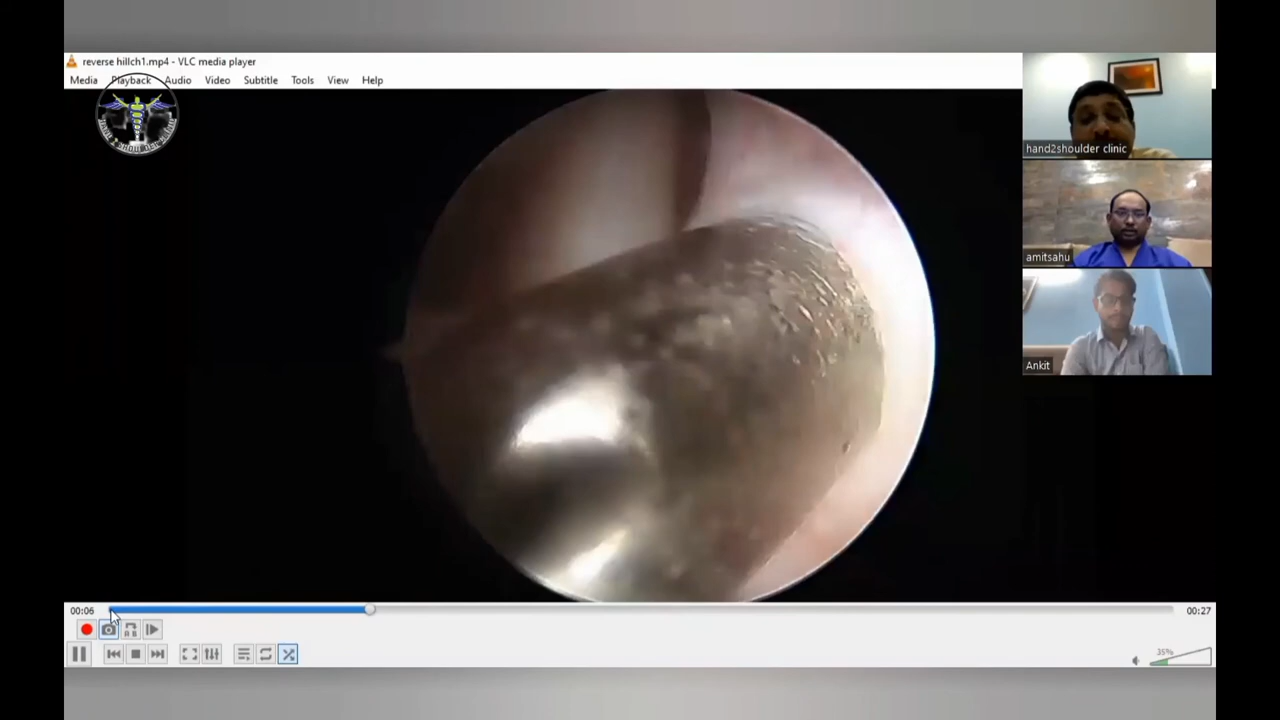 reverse hillch1.mp4 - VLC media player
Media Playback Audio Video Subtitle Tools View Help
hand2shoulder clinic
amitsahu
Ankit
00:06
00:27
35%